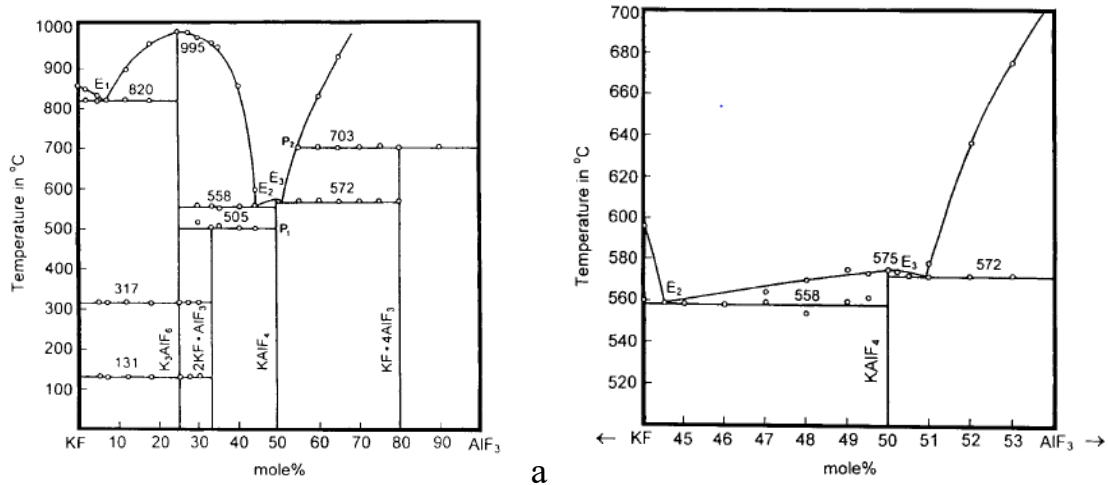 1000
900
800
700
600
500
400
300
200
100
Temperature in °C
E₁
820
995
P₂
703
E₂
E₃
558
572
505
P₁
317
131
K₃AlF₆
2KF•AlF₃
KAlF₄
KF•4AlF₃
KF 10 20 30 40 50 60 70 80 90 AlF₃
mole%
a
700
680
660
640
620
600
580
560
540
520
Temperature in °C
575
E₃
572
E₂
558
KAlF₄
← KF 45 46 47 48 49 50 51 52 53 AlF₃ →
mole%